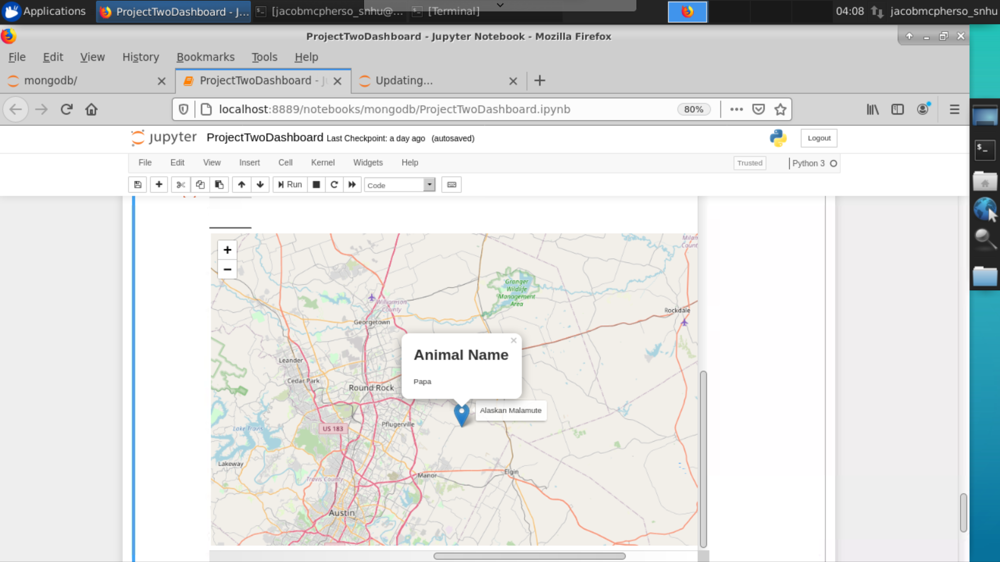 Applications
ProjectTwoDashboard - J...
[jacobmcpherso_snhu@...
[Terminal]
04:08
jacobmcpherso_snhu
ProjectTwoDashboard - Jupyter Notebook - Mozilla Firefox
File Edit View History Bookmarks Tools Help
mongodb/
ProjectTwoDashboard -
Updating...
localhost:8889/notebooks/mongodb/ProjectTwoDashboard.ipynb
80%
jupyter ProjectTwoDashboard Last Checkpoint: a day ago (autosaved)
Logout
File Edit View Insert Cell Kernel Widgets Help
Trusted
Python 3
Run
Code
+
−
Milam
Count
Granger
Wildlife
Management
Area
Williamson
County
Rockdale
Georgetown
Animal Name
×
Papa
Leander
Cedar Park
Round Rock
Alaskan Malamute
US 183
Pflugerville
Lake Travis
Lakeway
Travis County
Manor
Elgin
Austin
$_